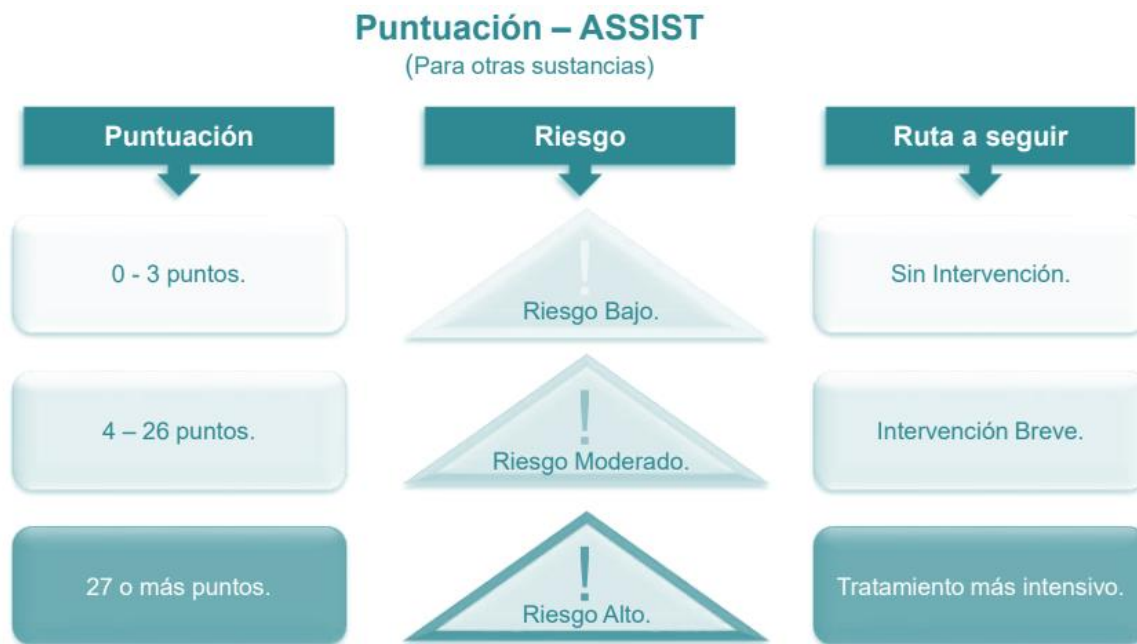 Puntuación – ASSIST
(Para otras sustancias)
Puntuación
Riesgo
Ruta a seguir
0 - 3 puntos.
!
Riesgo Bajo.
Sin Intervención.
4 – 26 puntos.
!
Riesgo Moderado.
Intervención Breve.
27 o más puntos.
!
Riesgo Alto.
Tratamiento más intensivo.